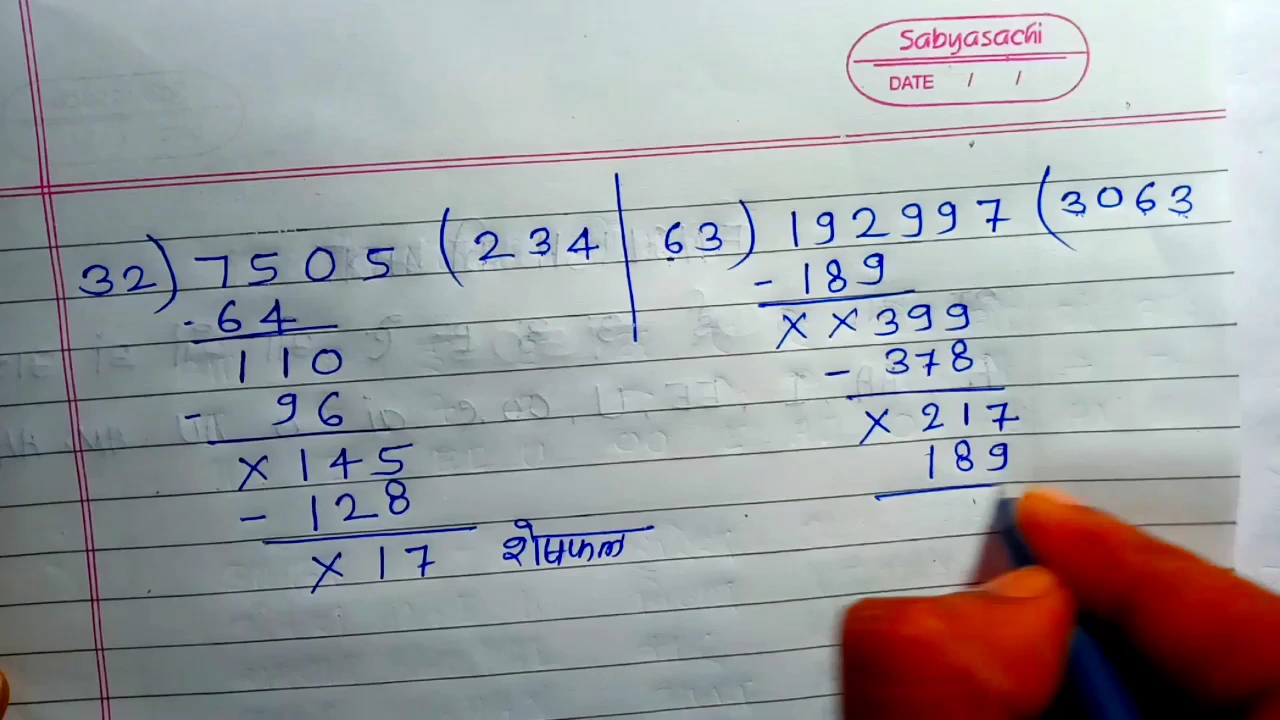 Sabyasachi
DATE / /
32) 7505 (234
- 64
110
- 96
× 145
- 128
× 17 शेषफल
63) 192997 (3063
- 189
× × 399
- 378
× 217
189